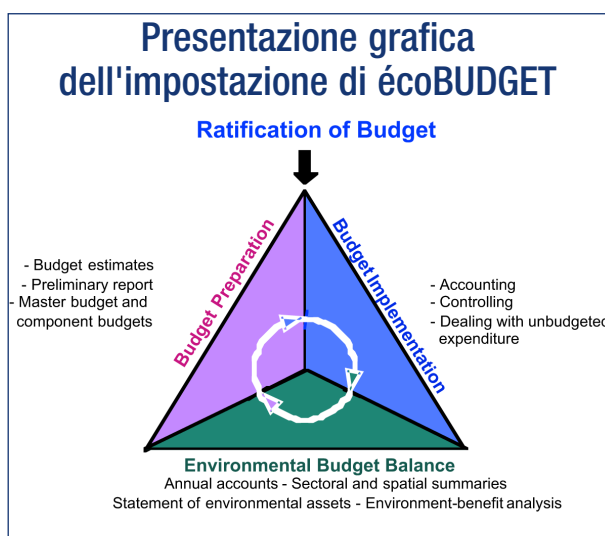 Presentazione grafica
dell'impostazione di écoBUDGET
Ratification of Budget
Budget Preparation
Budget Implementation
- Budget estimates
- Preliminary report
- Master budget and
component budgets
- Accounting
- Controlling
- Dealing with unbudgeted
expenditure
Environmental Budget Balance
Annual accounts - Sectoral and spatial summaries
Statement of environmental assets - Environment-benefit analysis